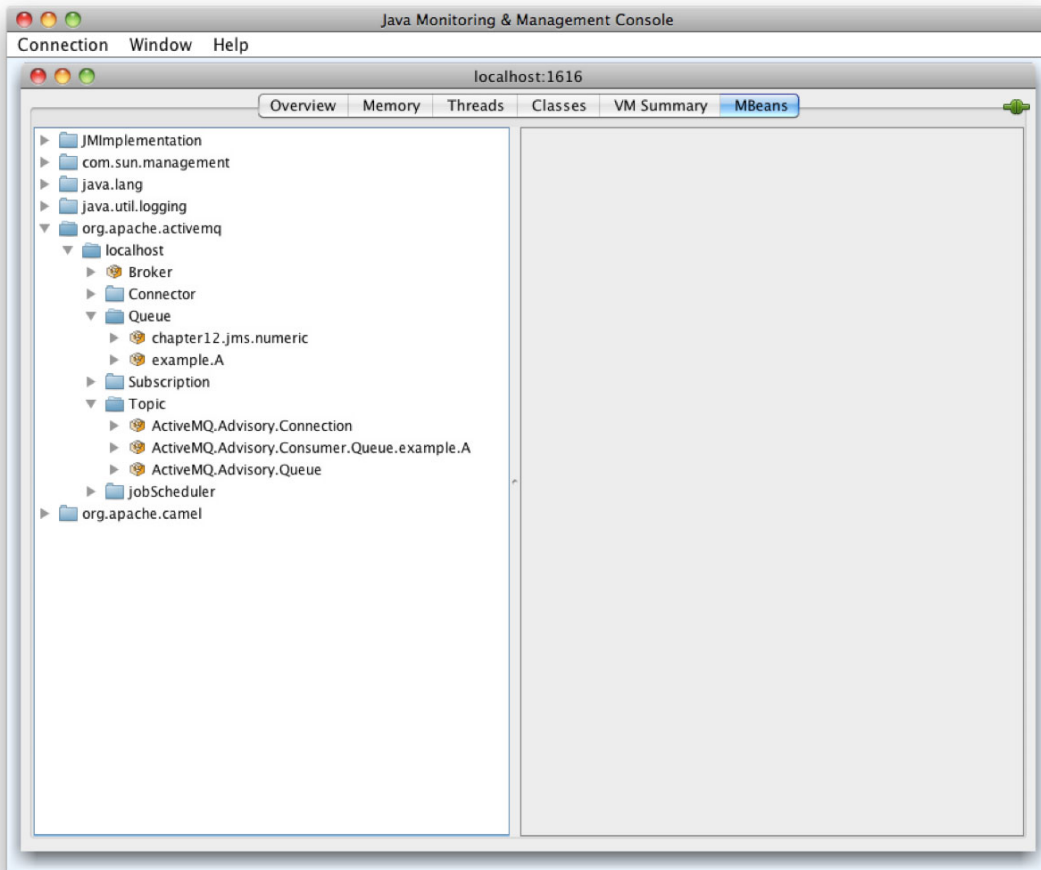 Java Monitoring & Management Console
Connection Window Help
localhost:1616
Overview Memory Threads Classes VM Summary MBeans
JMImplementation
com.sun.management
java.lang
java.util.logging
org.apache.activemq
localhost
Broker
Connector
Queue
chapter12.jms.numeric
example.A
Subscription
Topic
ActiveMQ.Advisory.Connection
ActiveMQ.Advisory.Consumer.Queue.example.A
ActiveMQ.Advisory.Queue
jobScheduler
org.apache.camel